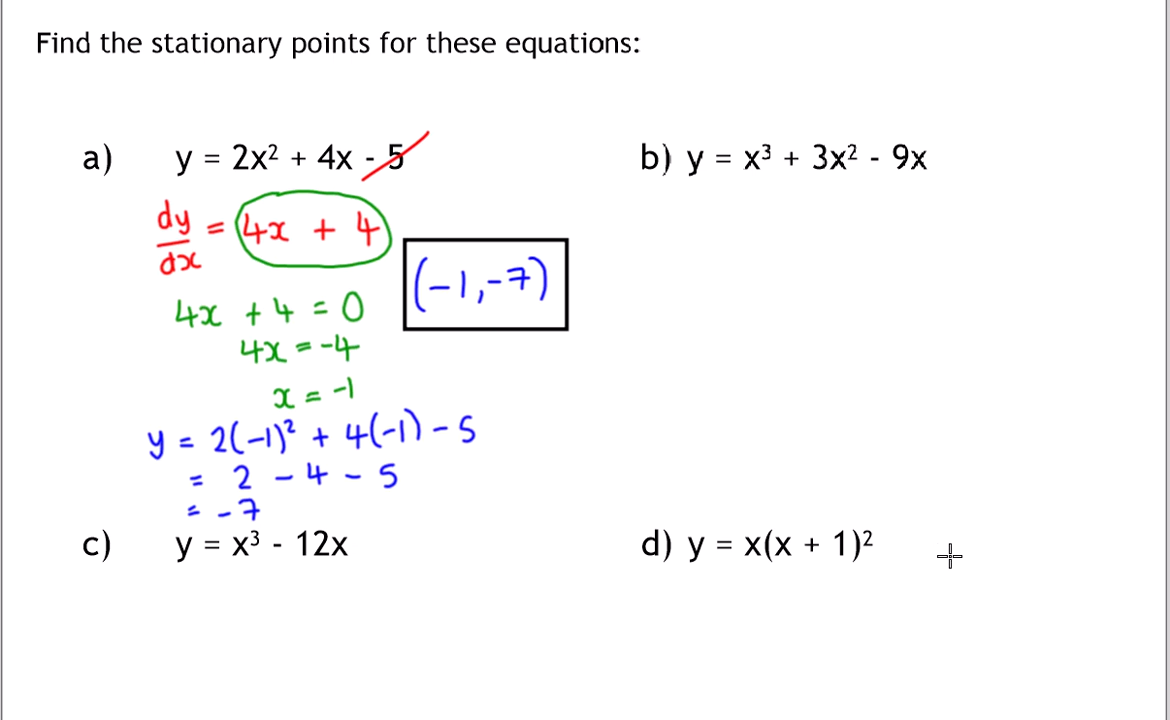 Find the stationary points for these equations:
a) y = 2x² + 4x - 5
dy/dx = 4x + 4
(-1,-7)
4x + 4 = 0
4x = -4
x = -1
y = 2(-1)² + 4(-1) - 5
= 2 - 4 - 5
= -7
b) y = x³ + 3x² - 9x
c) y = x³ - 12x
d) y = x(x + 1)²